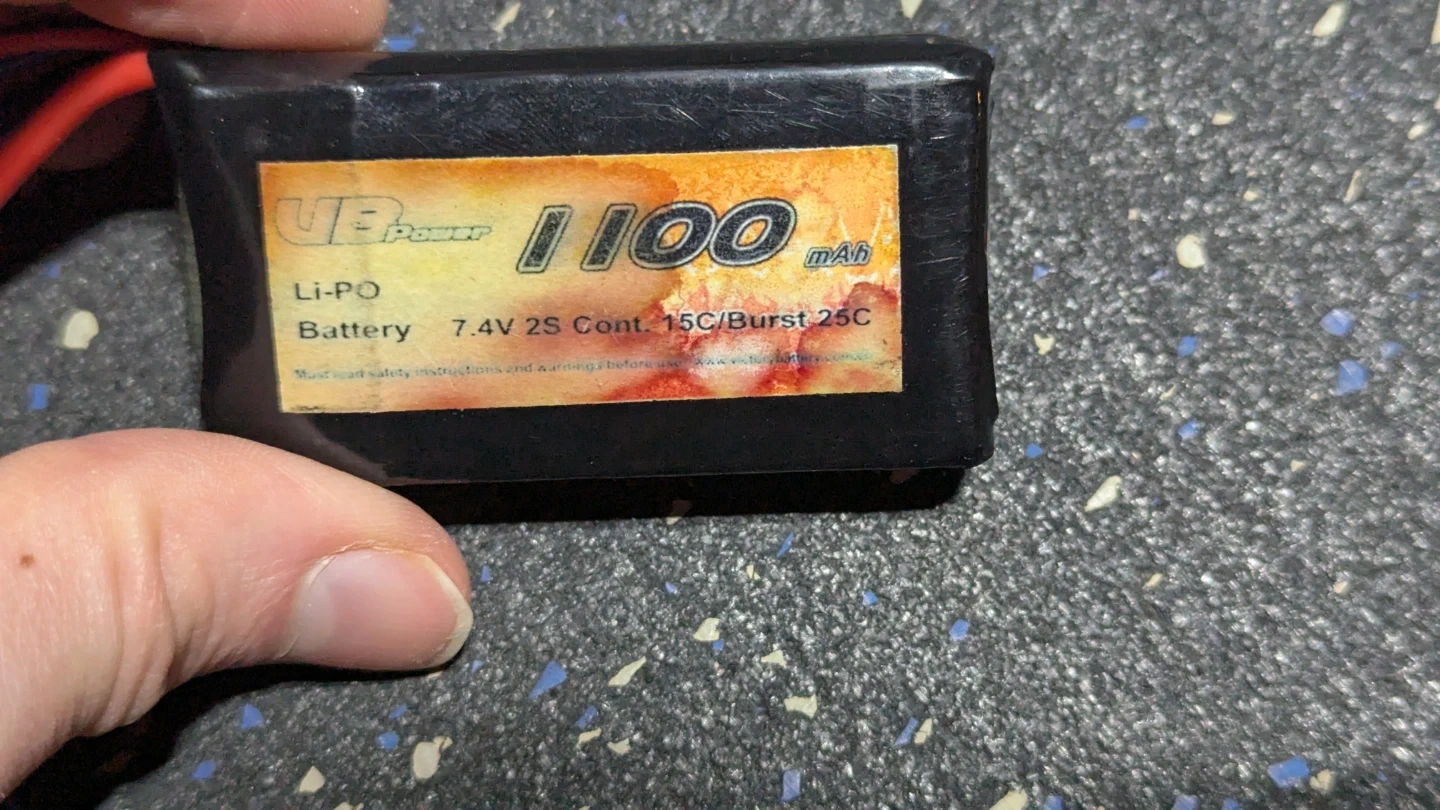 UB Power 1100 mAh
Li-PO
Battery 7.4V 2S Cont. 15C/Burst 25C
Must read safety instructions and warnings before use.